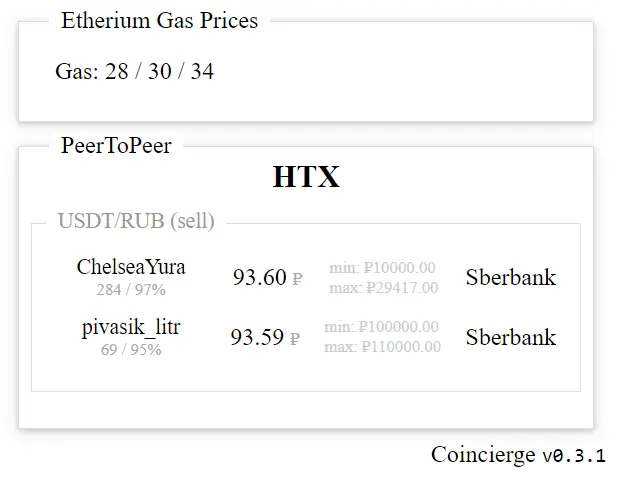 Etherium Gas Prices
Gas: 28 / 30 / 34
PeerToPeer
HTX
USDT/RUB (sell)
ChelseaYura 93.60 ₽ min: ₽10000.00 Sberbank
284 / 97% max: ₽29417.00
pivasik_litr 93.59 ₽ min: ₽100000.00 Sberbank
69 / 95% max: ₽110000.00
Coincierge v0.3.1